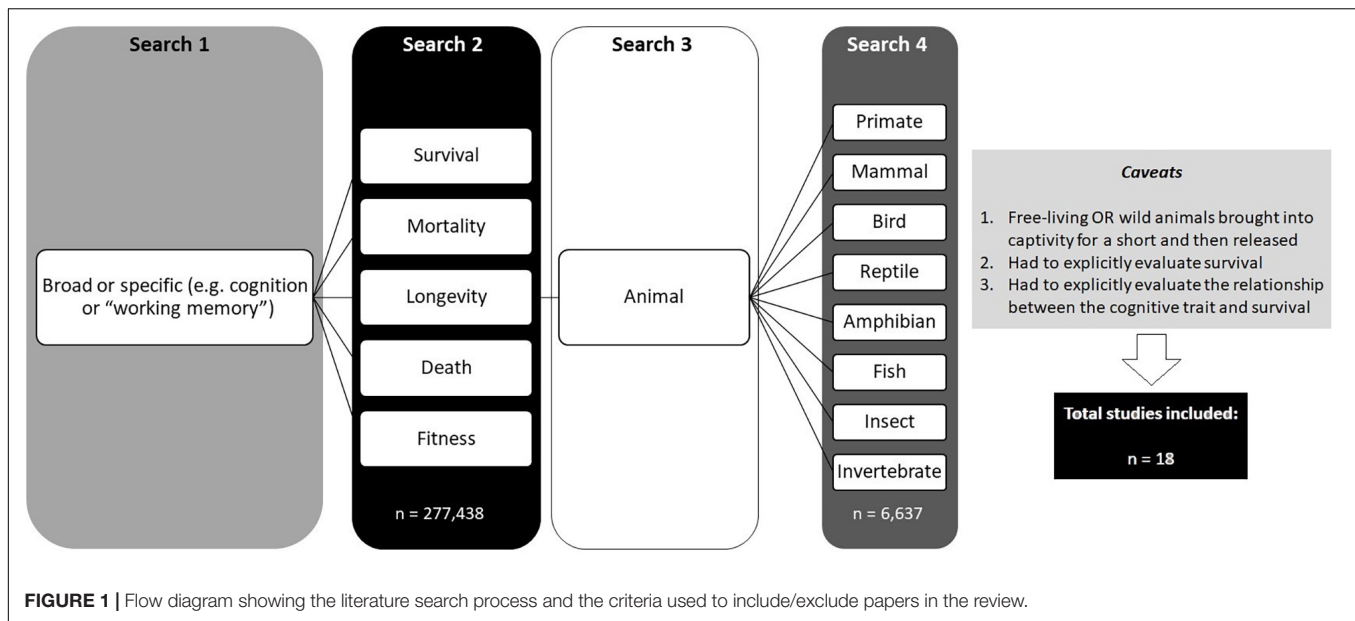 Search 1
Broad or specific (e.g. cognition
or “working memory”)
Search 2
Survival
Mortality
Longevity
Death
Fitness
n = 277,438
Search 3
Animal
Search 4
Primate
Mammal
Bird
Reptile
Amphibian
Fish
Insect
Invertebrate
n = 6,637
Caveats
1. Free-living OR wild animals brought into
captivity for a short and then released
2. Had to explicitly evaluate survival
3. Had to explicitly evaluate the relationship
between the cognitive trait and survival
Total studies included:
n = 18
FIGURE 1 | Flow diagram showing the literature search process and the criteria used to include/exclude papers in the review.